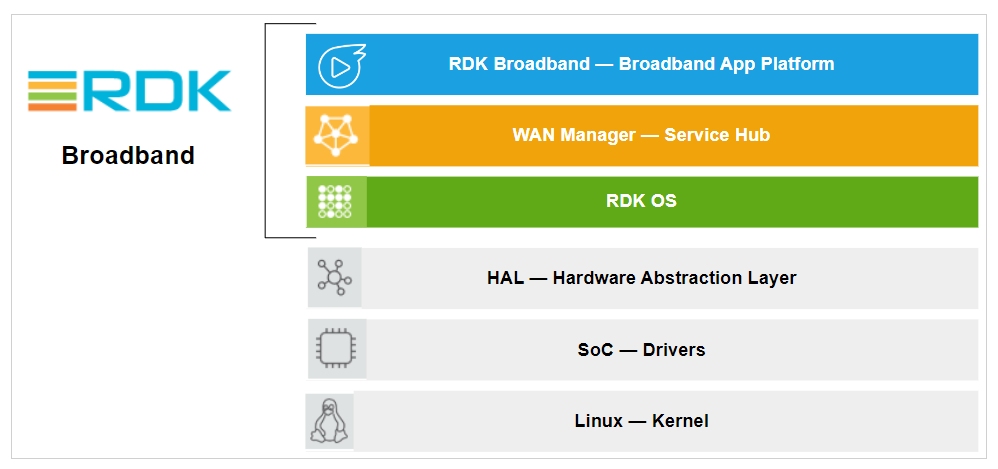 RDK
Broadband
RDK Broadband — Broadband App Platform
WAN Manager — Service Hub
RDK OS
HAL — Hardware Abstraction Layer
SoC — Drivers
Linux — Kernel